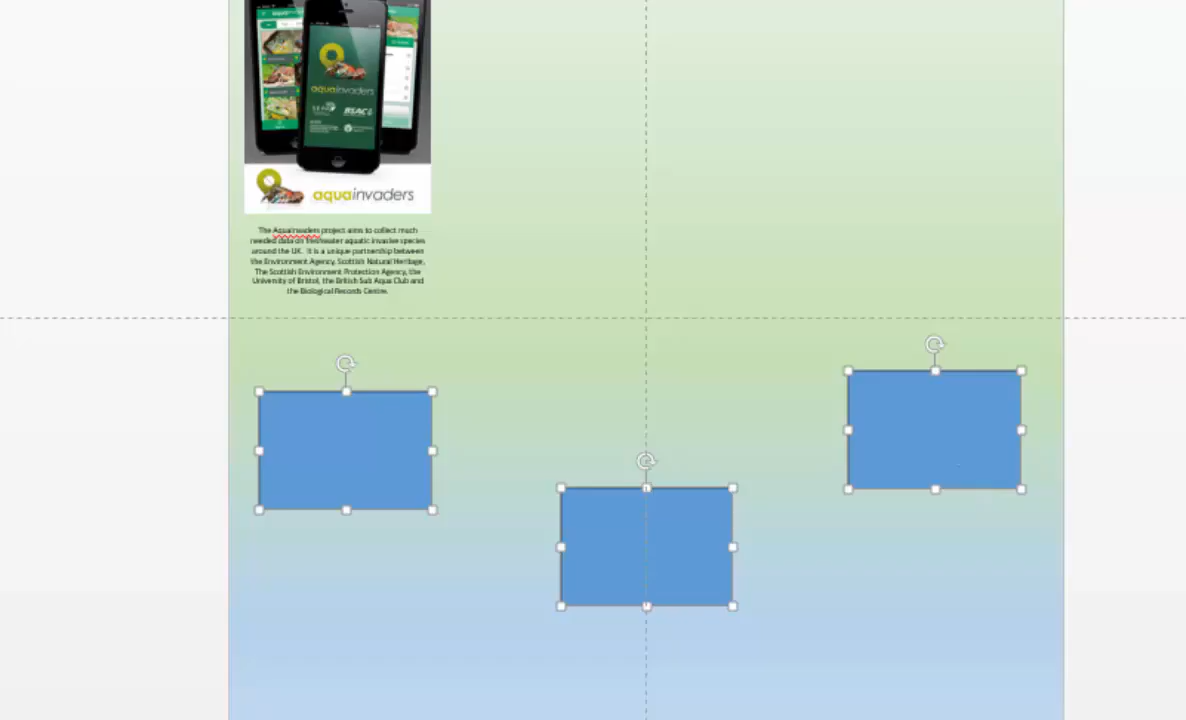 aquainvaders
BSAC
aquainvaders
The AquaInvaders project aims to collect much
needed data on freshwater aquatic invasive species
around the UK. It is a unique partnership between
the Environment Agency, Scottish Natural Heritage,
The Scottish Environment Protection Agency, the
University of Bristol, the British Sub Aqua Club and
the Biological Records Centre.